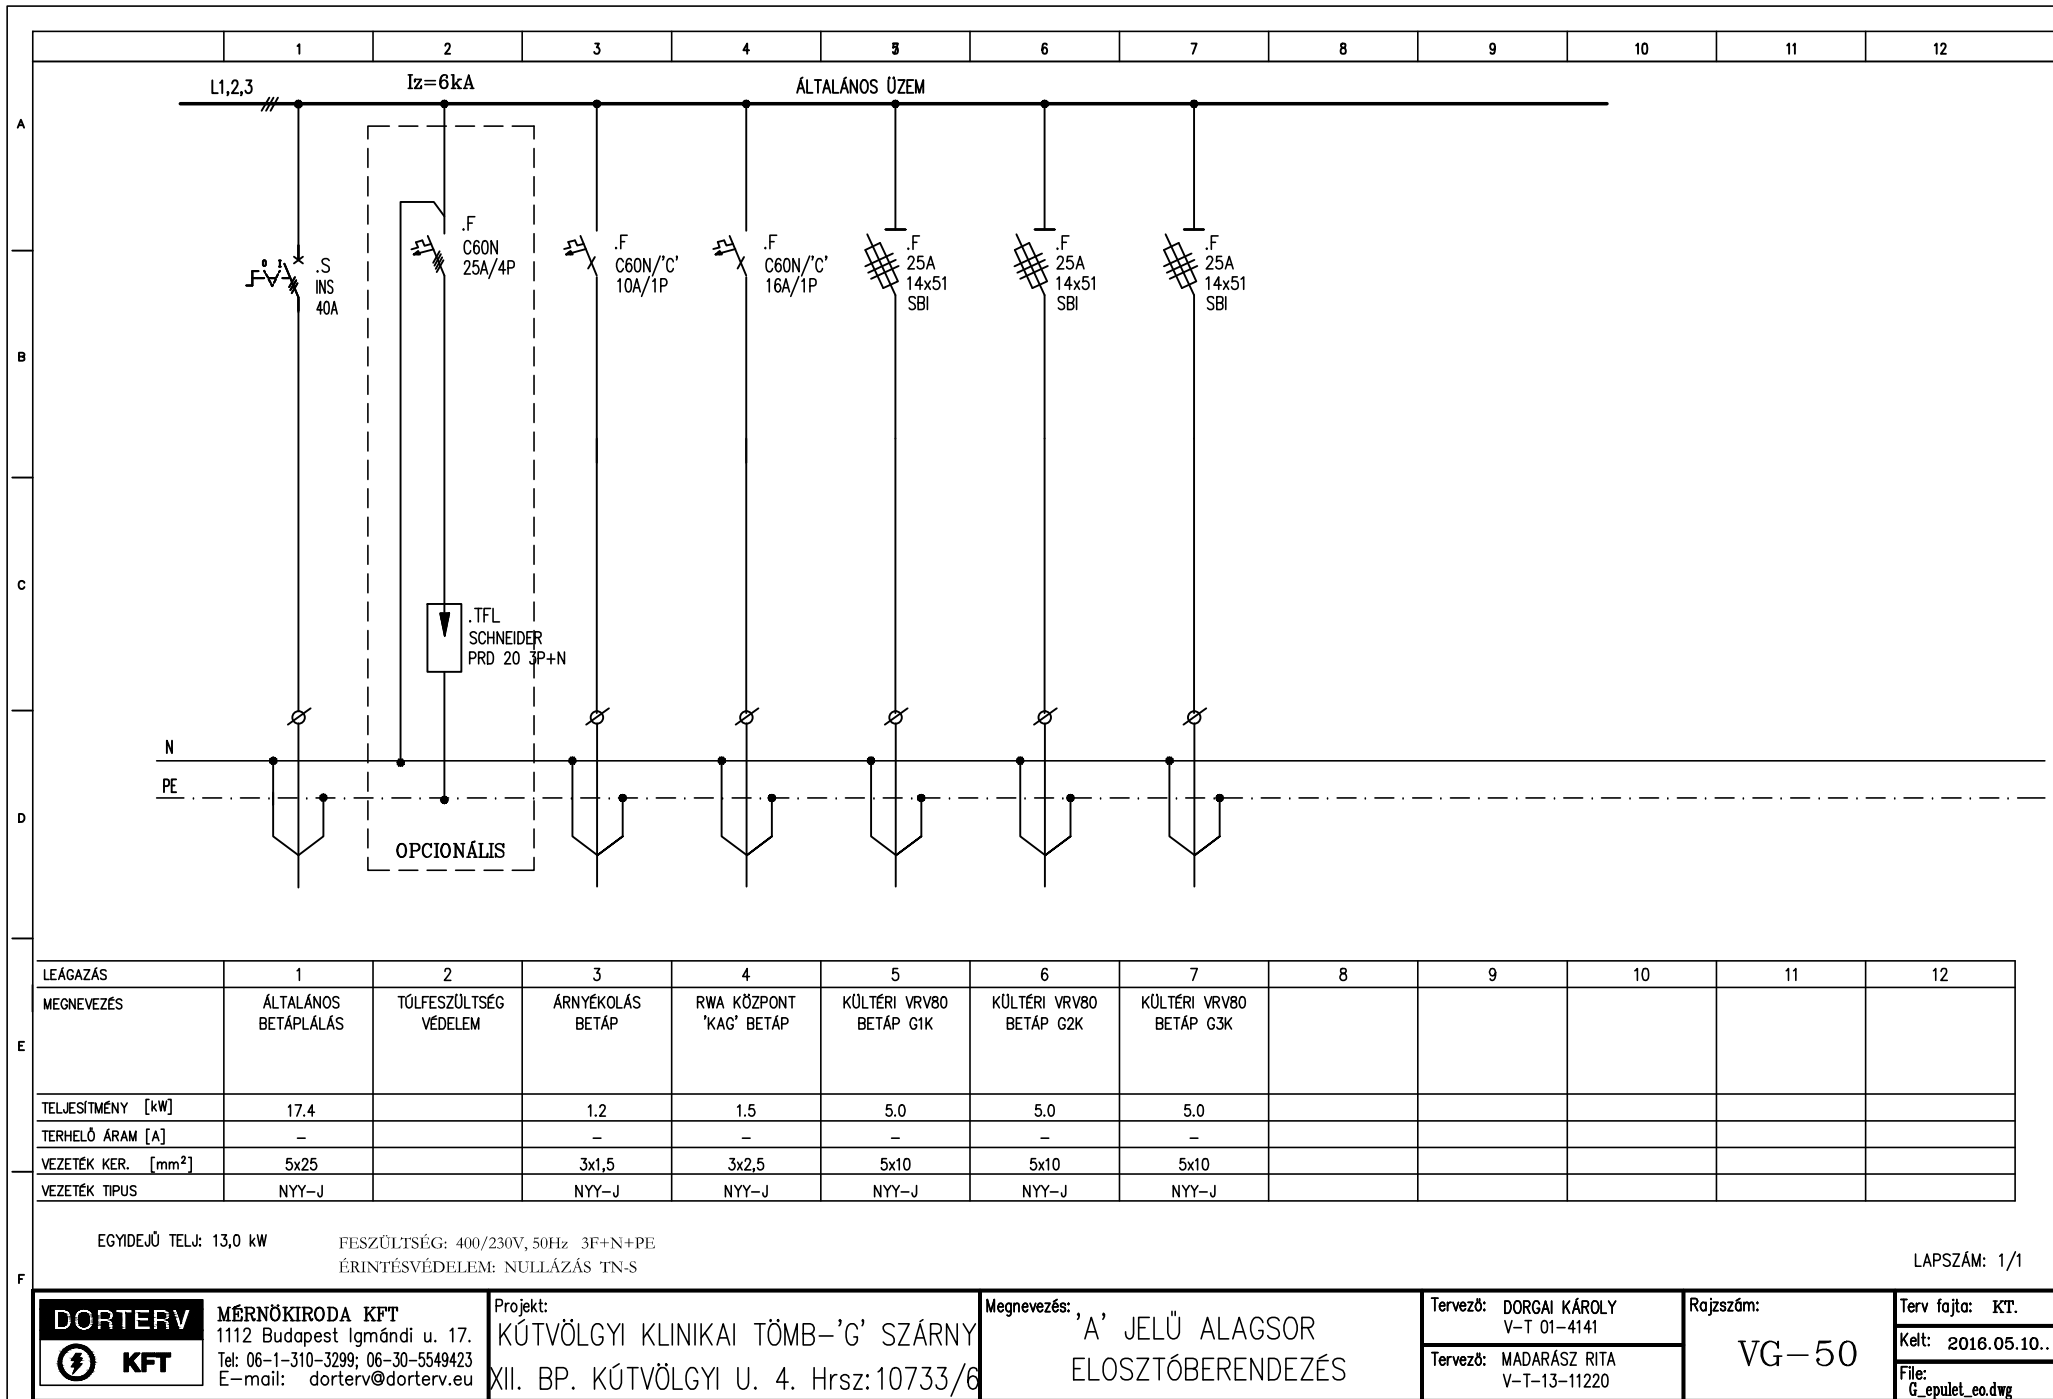 1 2 3 4 5 6 7 8 9 10 11 12
L1,2,3
Iz=6kA
ÁLTALÁNOS ÜZEM
A
B
C
D
E
F
.S
INS
40A
0 I
.F
C60N
25A/4P
.F
C60N/'C'
10A/1P
.F
C60N/'C'
16A/1P
.F
25A
14x51
SBI
.F
25A
14x51
SBI
.F
25A
14x51
SBI
.TFL
SCHNEIDER
PRD 20 3P+N
N
PE
OPCIONÁLIS
LEÁGAZÁS 1 2 3 4 5 6 7 8 9 10 11 12
MEGNEVEZÉS
ÁLTALÁNOS
BETÁPLÁLÁS
TÚLFESZÜLTSÉG
VÉDELEM
ÁRNYÉKOLÁS
BETÁP
RWA KÖZPONT
'KAG' BETÁP
KÜLTÉRI VRV80
BETÁP G1K
KÜLTÉRI VRV80
BETÁP G2K
KÜLTÉRI VRV80
BETÁP G3K
TELJESÍTMÉNY [kW] 17.4 1.2 1.5 5.0 5.0 5.0
TERHELŐ ÁRAM [A] – – – – – –
VEZETÉK KER. [mm²] 5x25 3x1,5 3x2,5 5x10 5x10 5x10
VEZETÉK TIPUS NYY–J NYY–J NYY–J NYY–J NYY–J NYY–J
EGYIDEJŰ TELJ: 13,0 kW
FESZÜLTSÉG: 400/230V, 50Hz 3F+N+PE
ÉRINTÉSVÉDELEM: NULLÁZÁS TN-S
LAPSZÁM: 1/1
DORTERV
KFT
MÉRNÖKIRODA KFT
1112 Budapest Igmándi u. 17.
Tel: 06–1–310–3299; 06–30–5549423
E–mail: dorterv@dorterv.eu
Projekt:
KÚTVÖLGYI KLINIKAI TÖMB–'G' SZÁRNY
XII. BP. KÚTVÖLGYI U. 4. Hrsz:10733/6
Megnevezés:
'A' JELŰ ALAGSOR
ELOSZTÓBERENDEZÉS
Tervező: DORGAI KÁROLY
V–T 01–4141
Tervező: MADARÁSZ RITA
V–T–13–11220
Rajzszám:
VG–50
Terv fajta: KT.
Kelt: 2016.05.10..
File:
G_epulet_eo.dwg